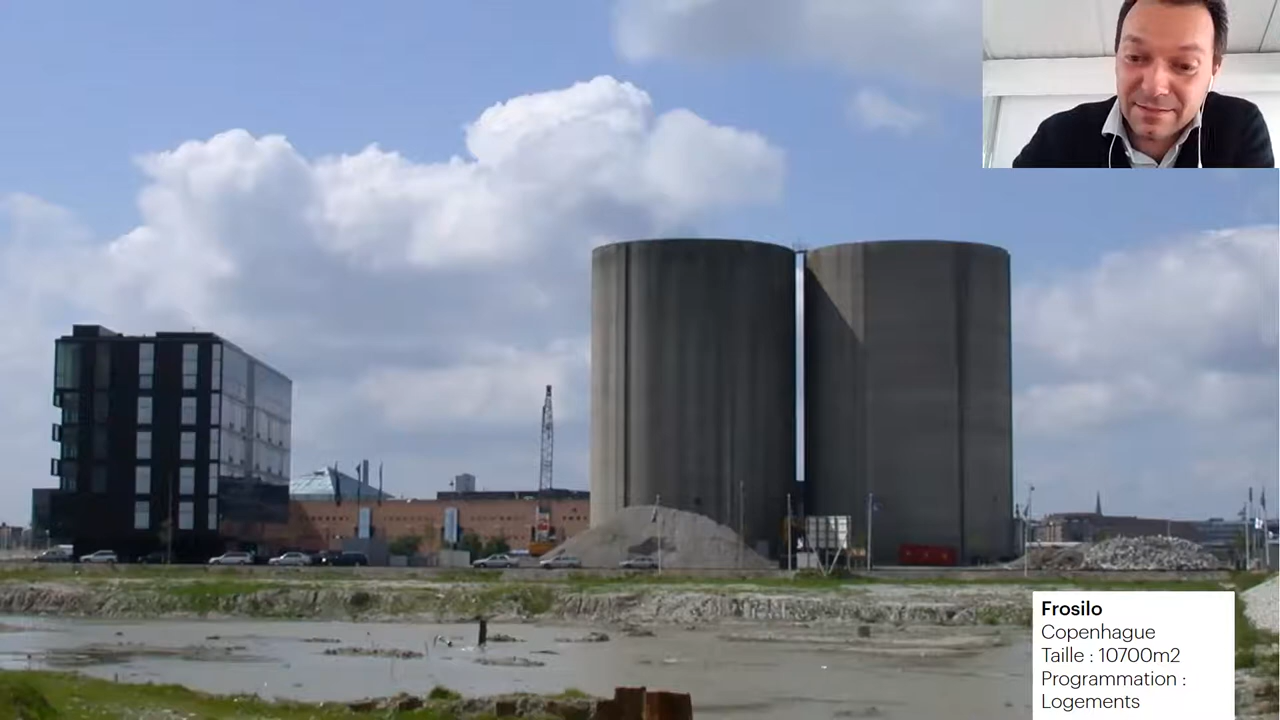 Frosilo
Copenhague
Taille : 10700m2
Programmation :
Logements